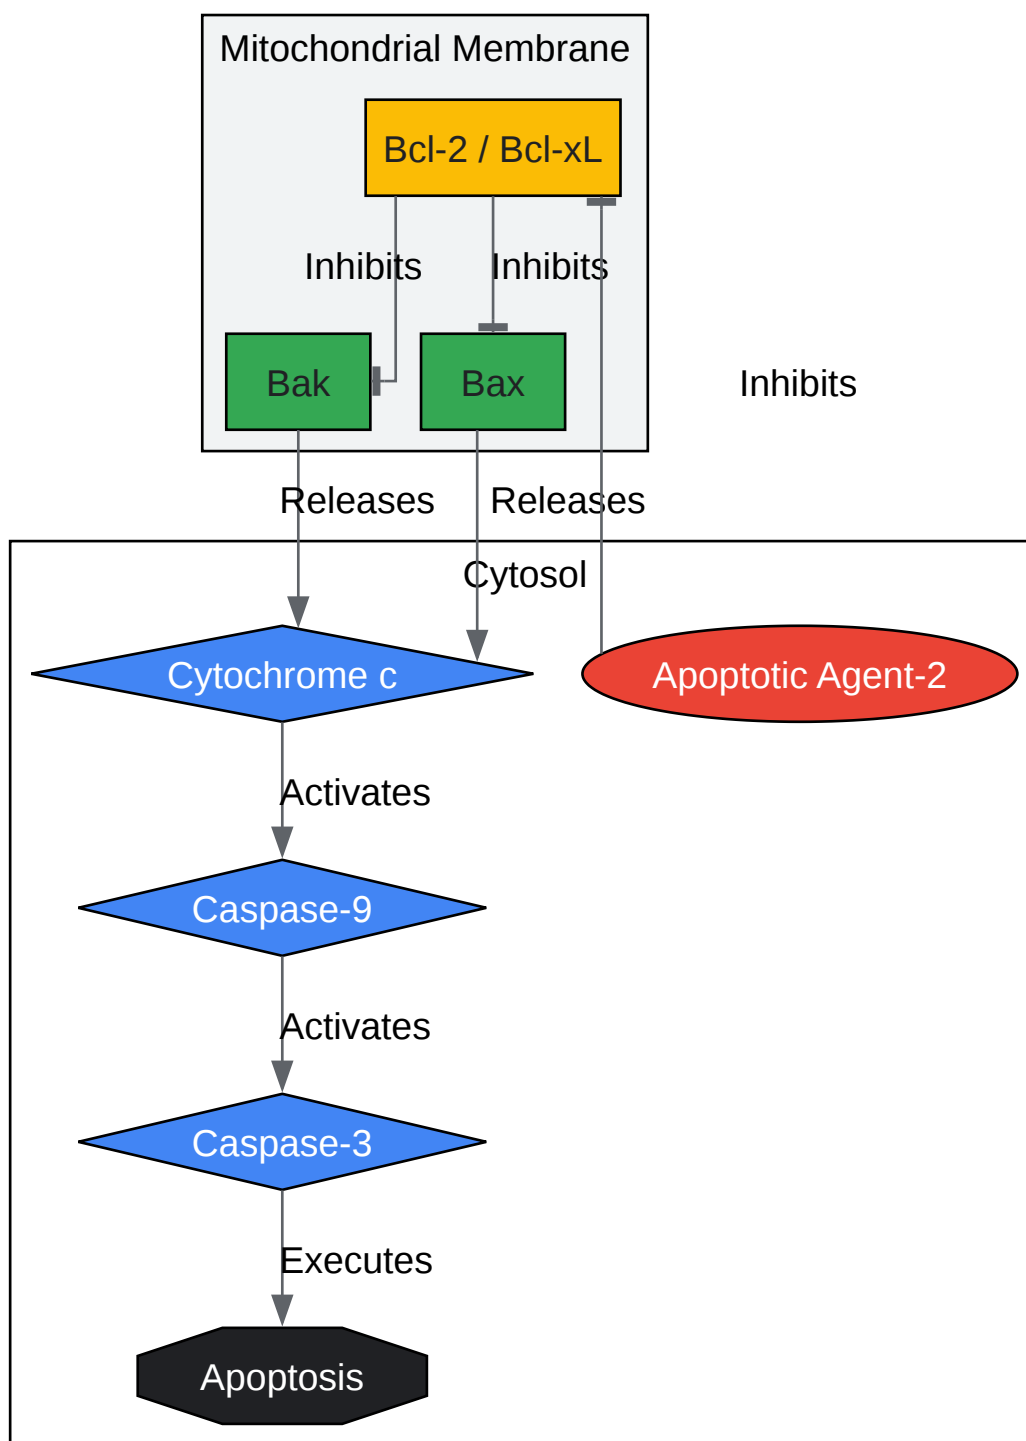 Mitochondrial Membrane
Bcl-2 / Bcl-xL
Inhibits
Inhibits
Bak
Bax
Inhibits
Releases
Releases
Cytosol
Cytochrome c
Apoptotic Agent-2
Activates
Caspase-9
Activates
Caspase-3
Executes
Apoptosis